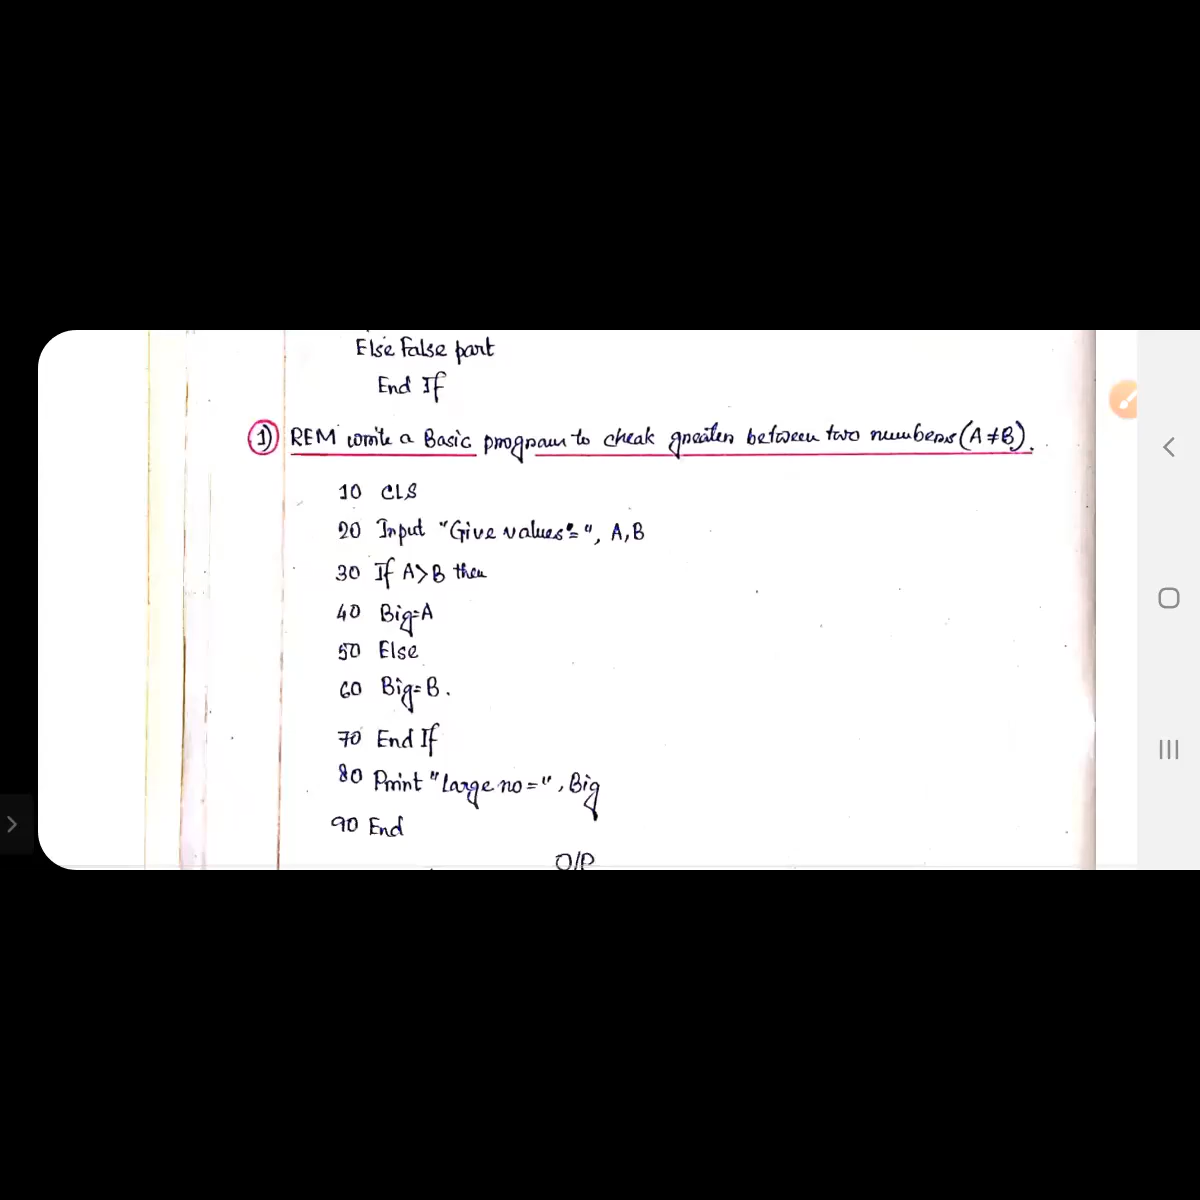 Else False part
End If
1) REM write a Basic program to cheak greater between two numbers (A≠B).
10 CLS
20 Input "Give values=", A,B
30 If A>B then
40 Big=A
50 Else
60 Big=B.
70 End If
80 Print "Large no=", Big
90 End
O/P